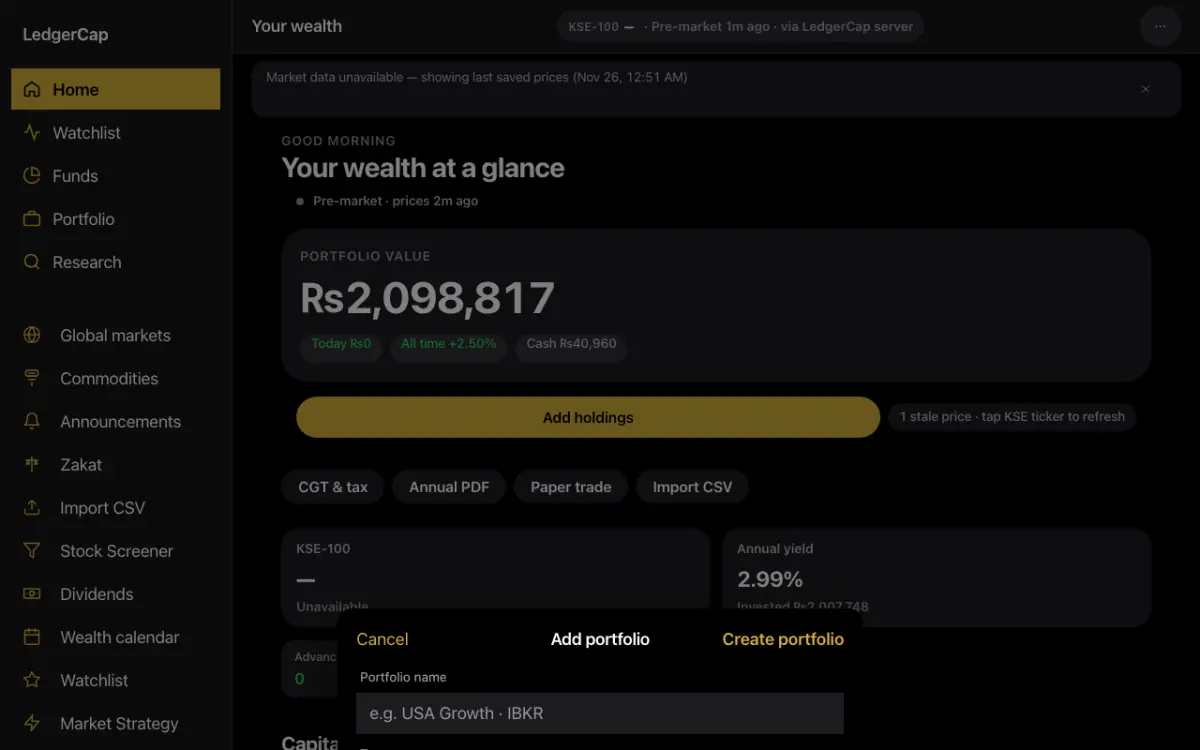 LedgerCap
Your wealth
KSE-100 — · Pre-market 1m ago · via LedgerCap server
...
Home
Watchlist
Funds
Portfolio
Research
Global markets
Commodities
Announcements
Zakat
Import CSV
Stock Screener
Dividends
Wealth calendar
Watchlist
Market Strategy
Market data unavailable — showing last saved prices (Nov 26, 12:51 AM)
×
GOOD MORNING
Your wealth at a glance
Pre-market · prices 2m ago
PORTFOLIO VALUE
Rs2,098,817
Today Rs0
All time +2.50%
Cash Rs40,960
Add holdings
1 stale price · tap KSE ticker to refresh
CGT & tax
Annual PDF
Paper trade
Import CSV
KSE-100
—
Unavailable
Annual yield
2.99%
Invested Rs2,007,748
Advanc
0
Capita
Cancel
Add portfolio
Create portfolio
Portfolio name
e.g. USA Growth · IBKR